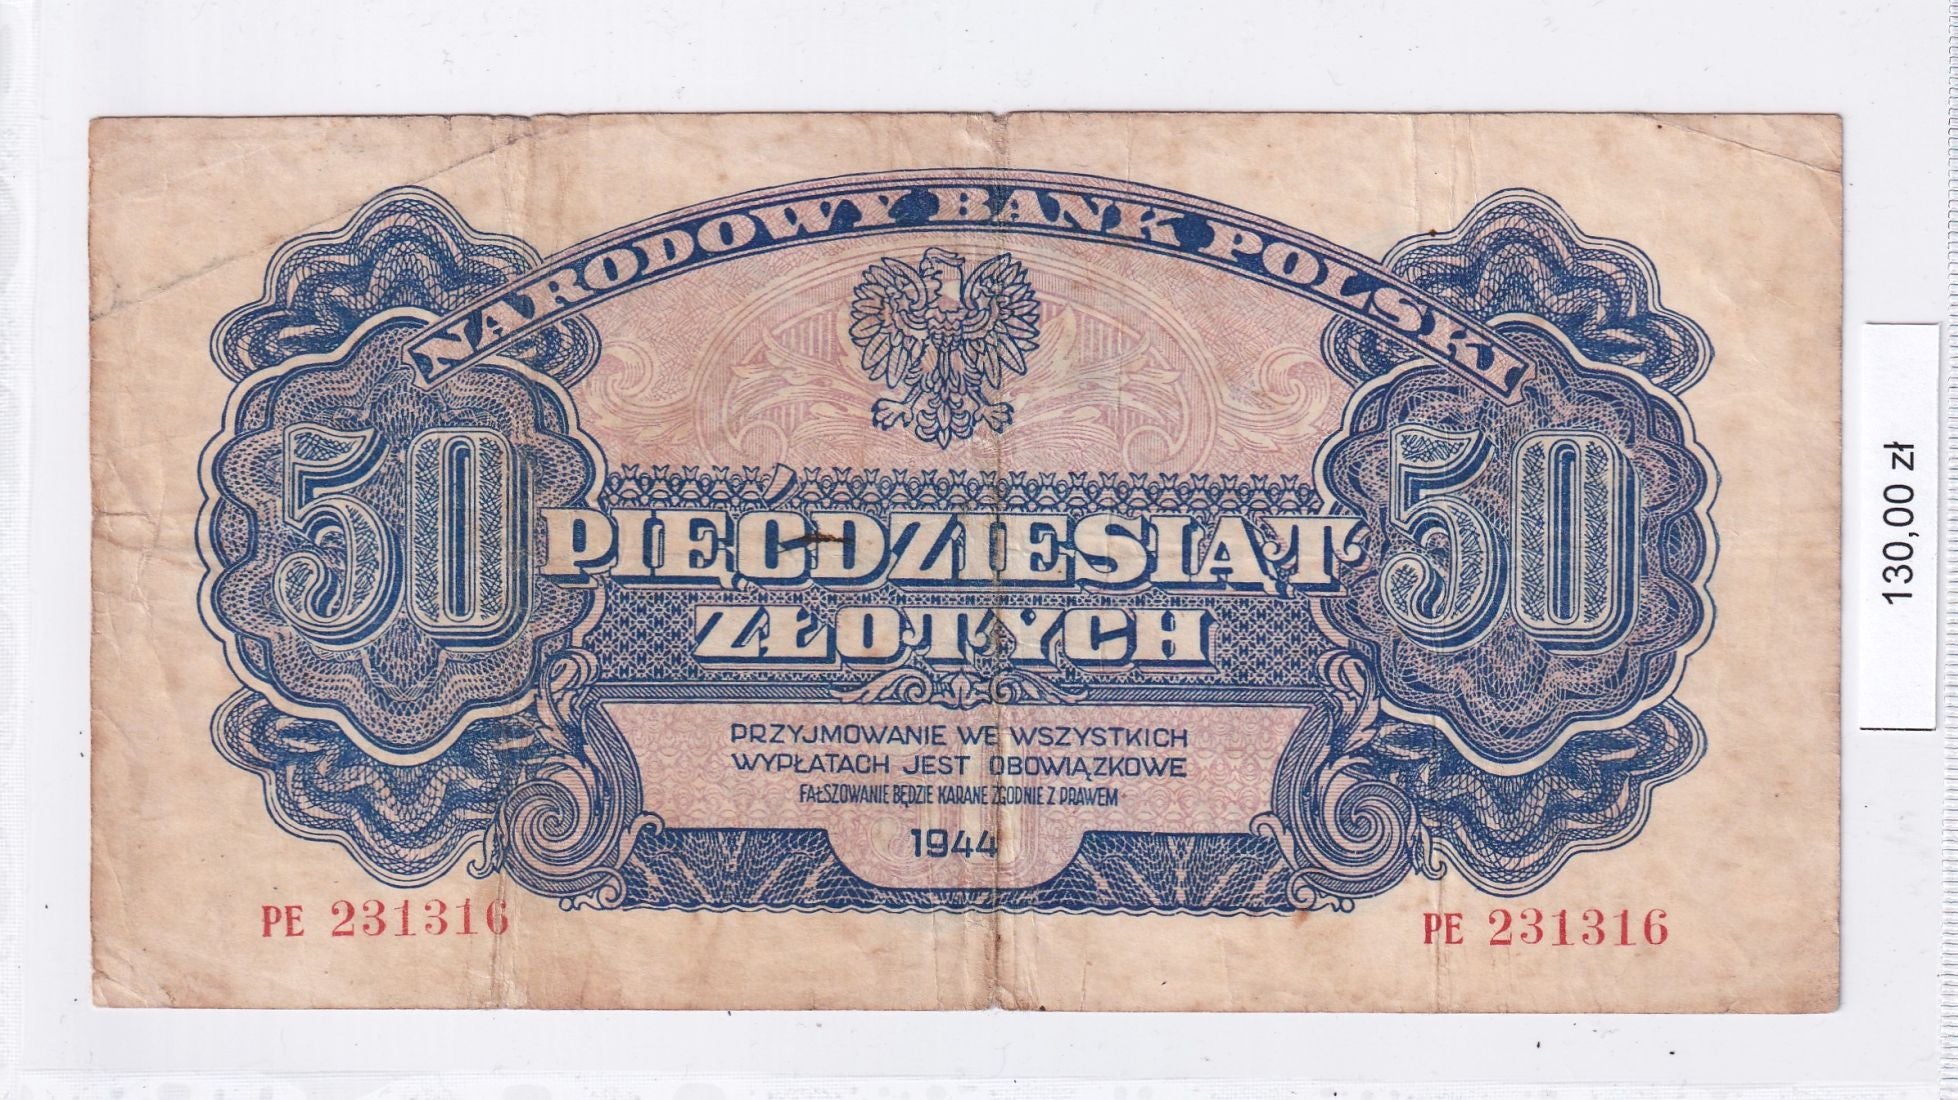 NARODOWY BANK POLSKI
50 50
PIĘĆDZIESIĄT
ZŁOTYCH
PRZYJMOWANIE WE WSZYSTKICH
WYPŁATACH JEST OBOWIĄZKOWE
FAŁSZOWANIE BĘDZIE KARANE ZGODNIE Z PRAWEM
1944
PE 231316 PE 231316
130,00 zł